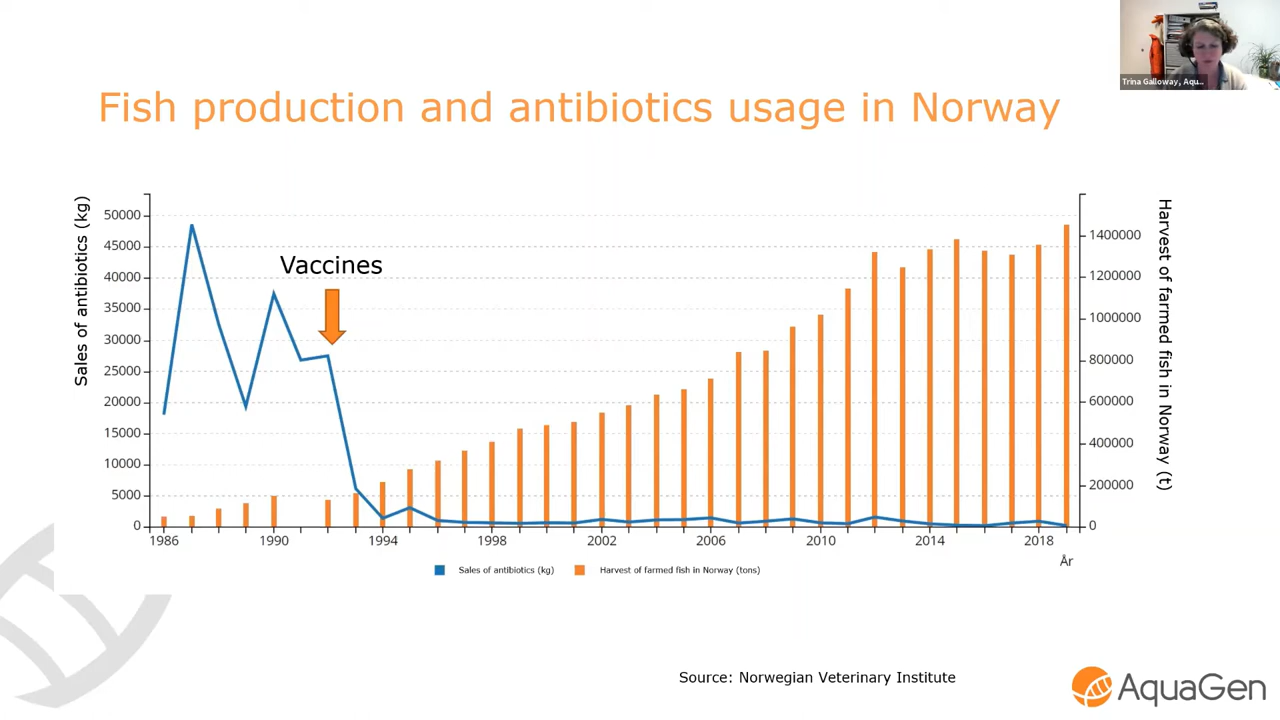 Trina Galloway, Aqu...
Fish production and antibiotics usage in Norway
Sales of antibiotics (kg)
50000
45000
40000
35000
30000
25000
20000
15000
10000
5000
0
Vaccines
1400000
1200000
1000000
800000
600000
400000
200000
0
Harvest of farmed fish in Norway (t)
1986 1990 1994 1998 2002 2006 2010 2014 2018
År
Sales of antibiotics (kg) Harvest of farmed fish in Norway (tons)
Source: Norwegian Veterinary Institute
AquaGen